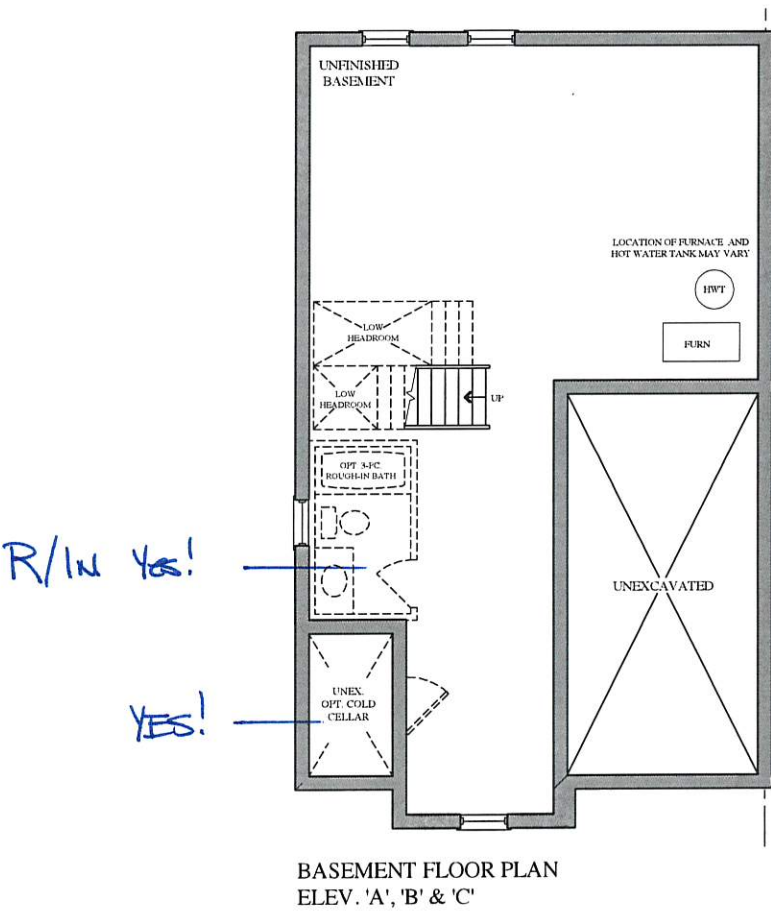 UNFINISHED
BASEMENT
LOCATION OF FURNACE AND
HOT WATER TANK MAY VARY
HWT
FURN
LOW
HEADROOM
LOW
HEADROOM
UP
OPT 3-PC.
ROUGH-IN BATH
R/IN Yes!
UNEXCAVATED
YES!
UNEX.
OPT. COLD
CELLAR
BASEMENT FLOOR PLAN
ELEV. 'A', 'B' & 'C'